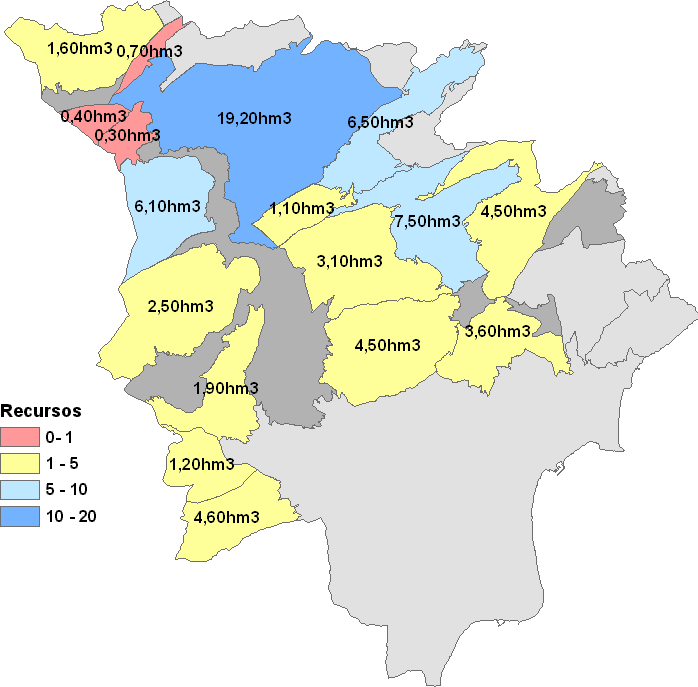 1,60hm3
0,70hm3
0,40hm3
0,30hm3
19,20hm3
6,50hm3
6,10hm3
1,10hm3
7,50hm3
4,50hm3
3,10hm3
2,50hm3
4,50hm3
3,60hm3
1,90hm3
Recursos
0 - 1
1 - 5
5 - 10
10 - 20
1,20hm3
4,60hm3